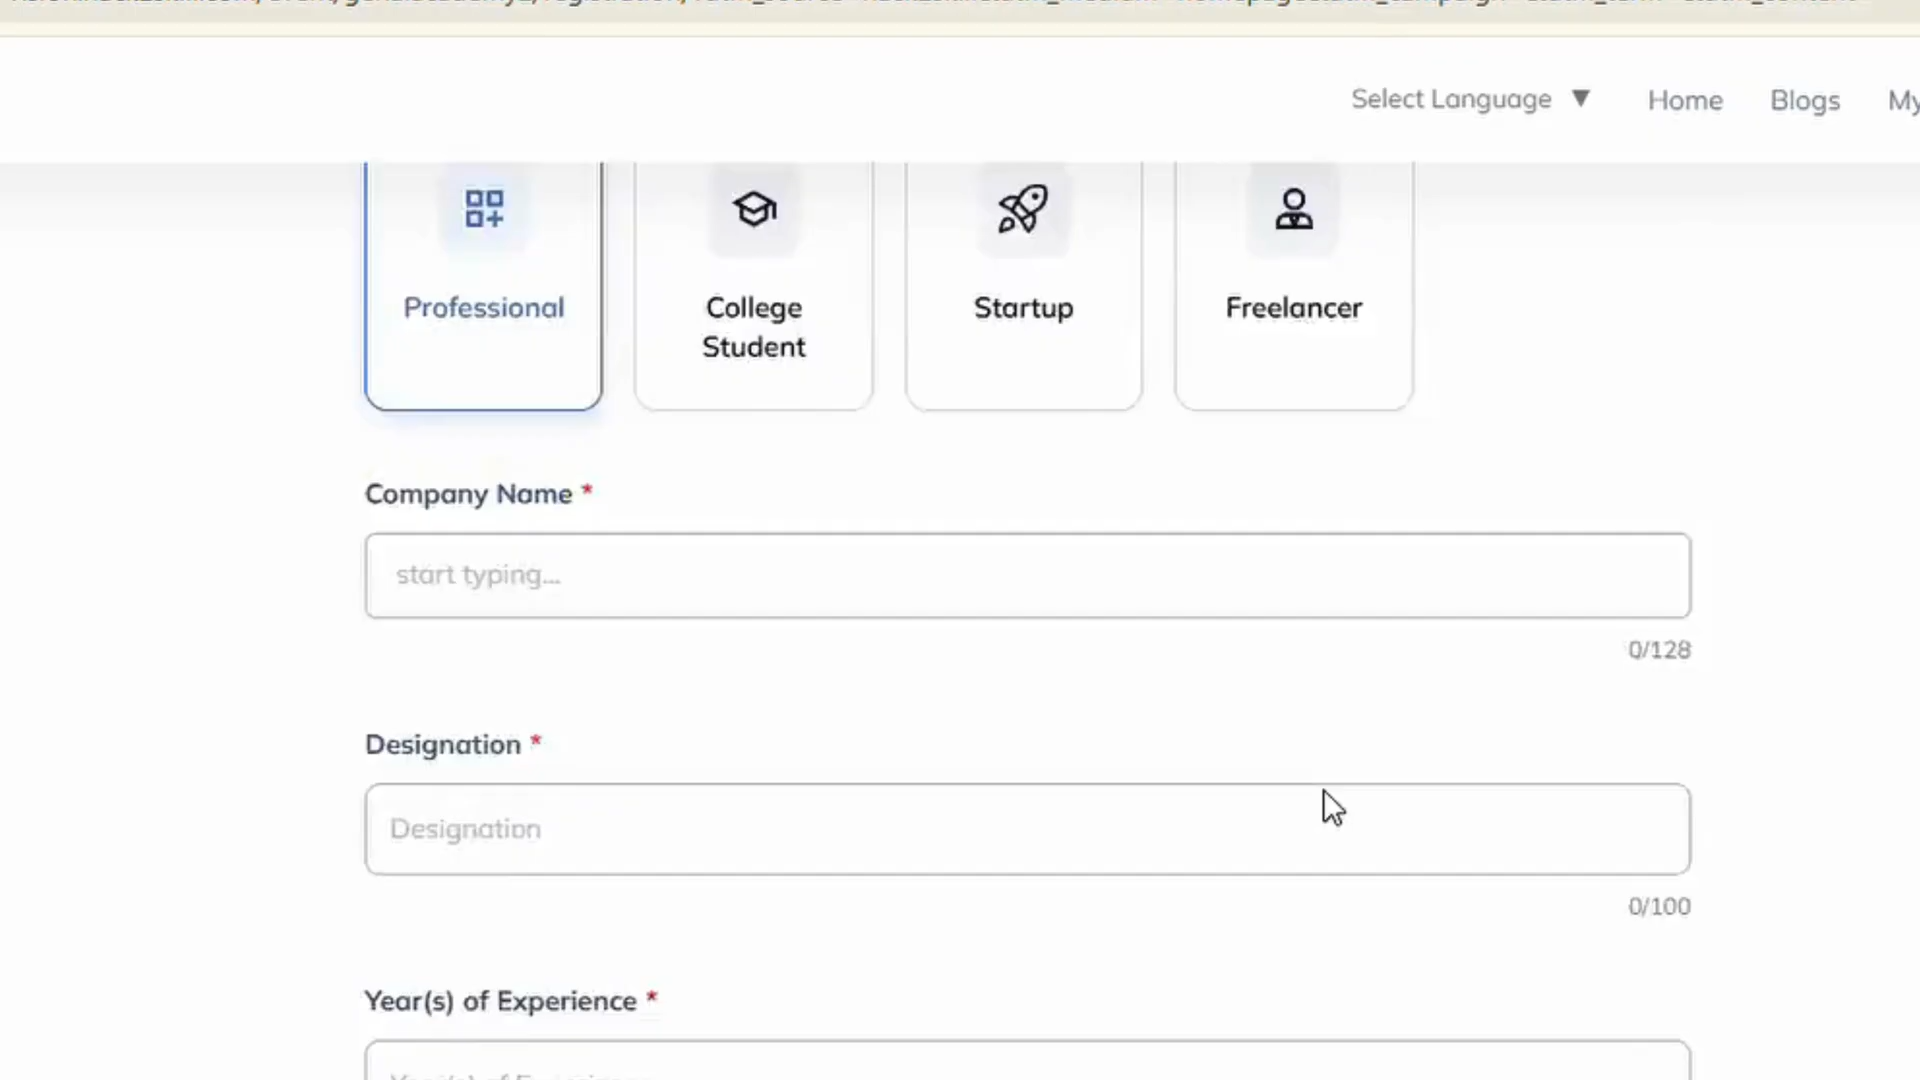 Select Language ▼ Home Blogs My
Professional
College
Student
Startup
Freelancer
Company Name *
start typing...
0/128
Designation *
Designation
0/100
Year(s) of Experience *